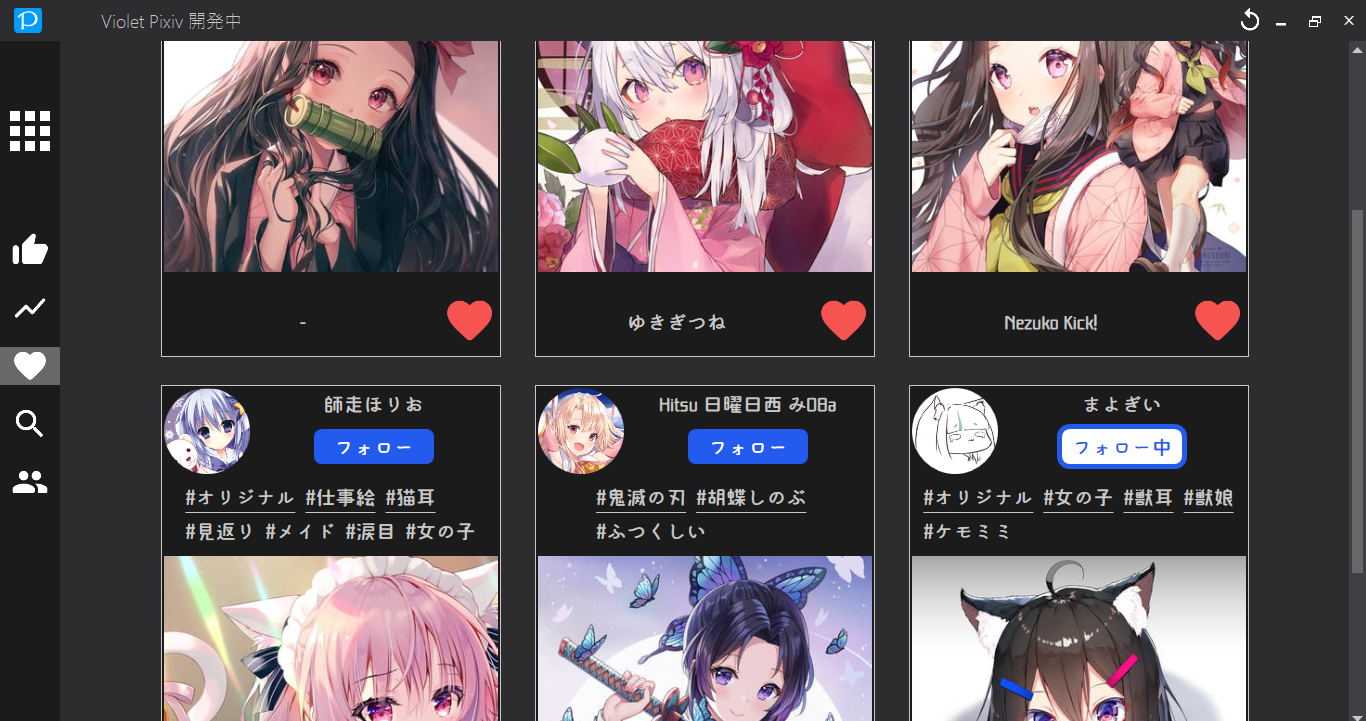 Violet Pixiv 開発中
-
ゆきぎつね
Nezuko Kick!
師走ほりお
フォロー
#オリジナル #仕事絵 #猫耳
#見返り #メイド #涙目 #女の子
Hitsu 日曜日西 み08a
フォロー
#鬼滅の刃 #胡蝶しのぶ
#ふつくしい
まよぎい
フォロー中
#オリジナル #女の子 #獣耳 #獣娘
#ケモミミ